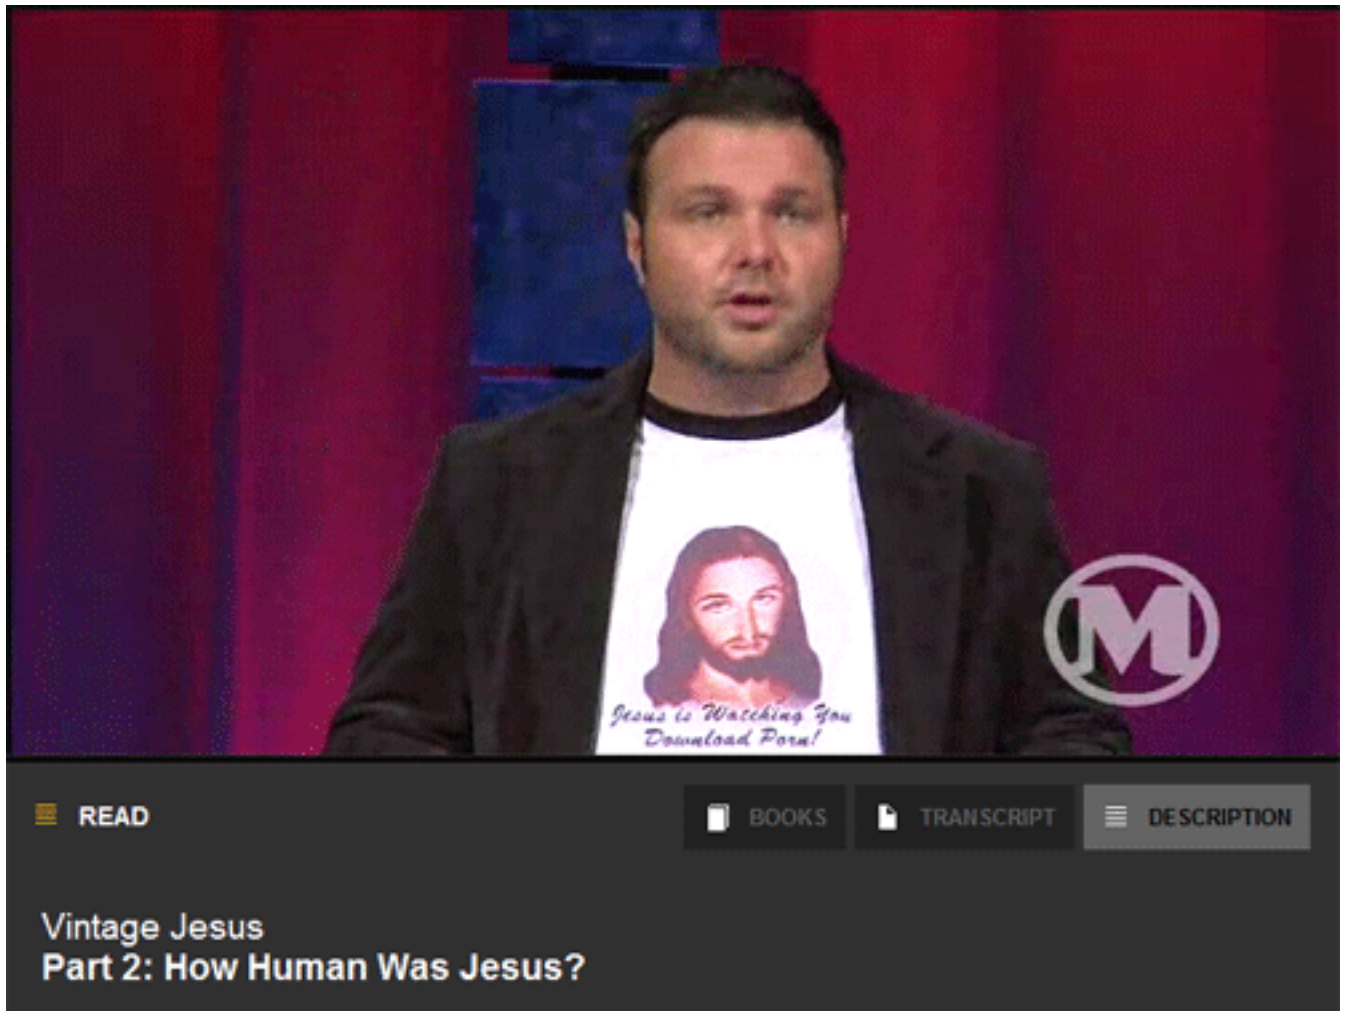 M
Jesus is Watching You
Download Porn!
READ
BOOKS
TRANSCRIPT
DESCRIPTION
Vintage Jesus
Part 2: How Human Was Jesus?